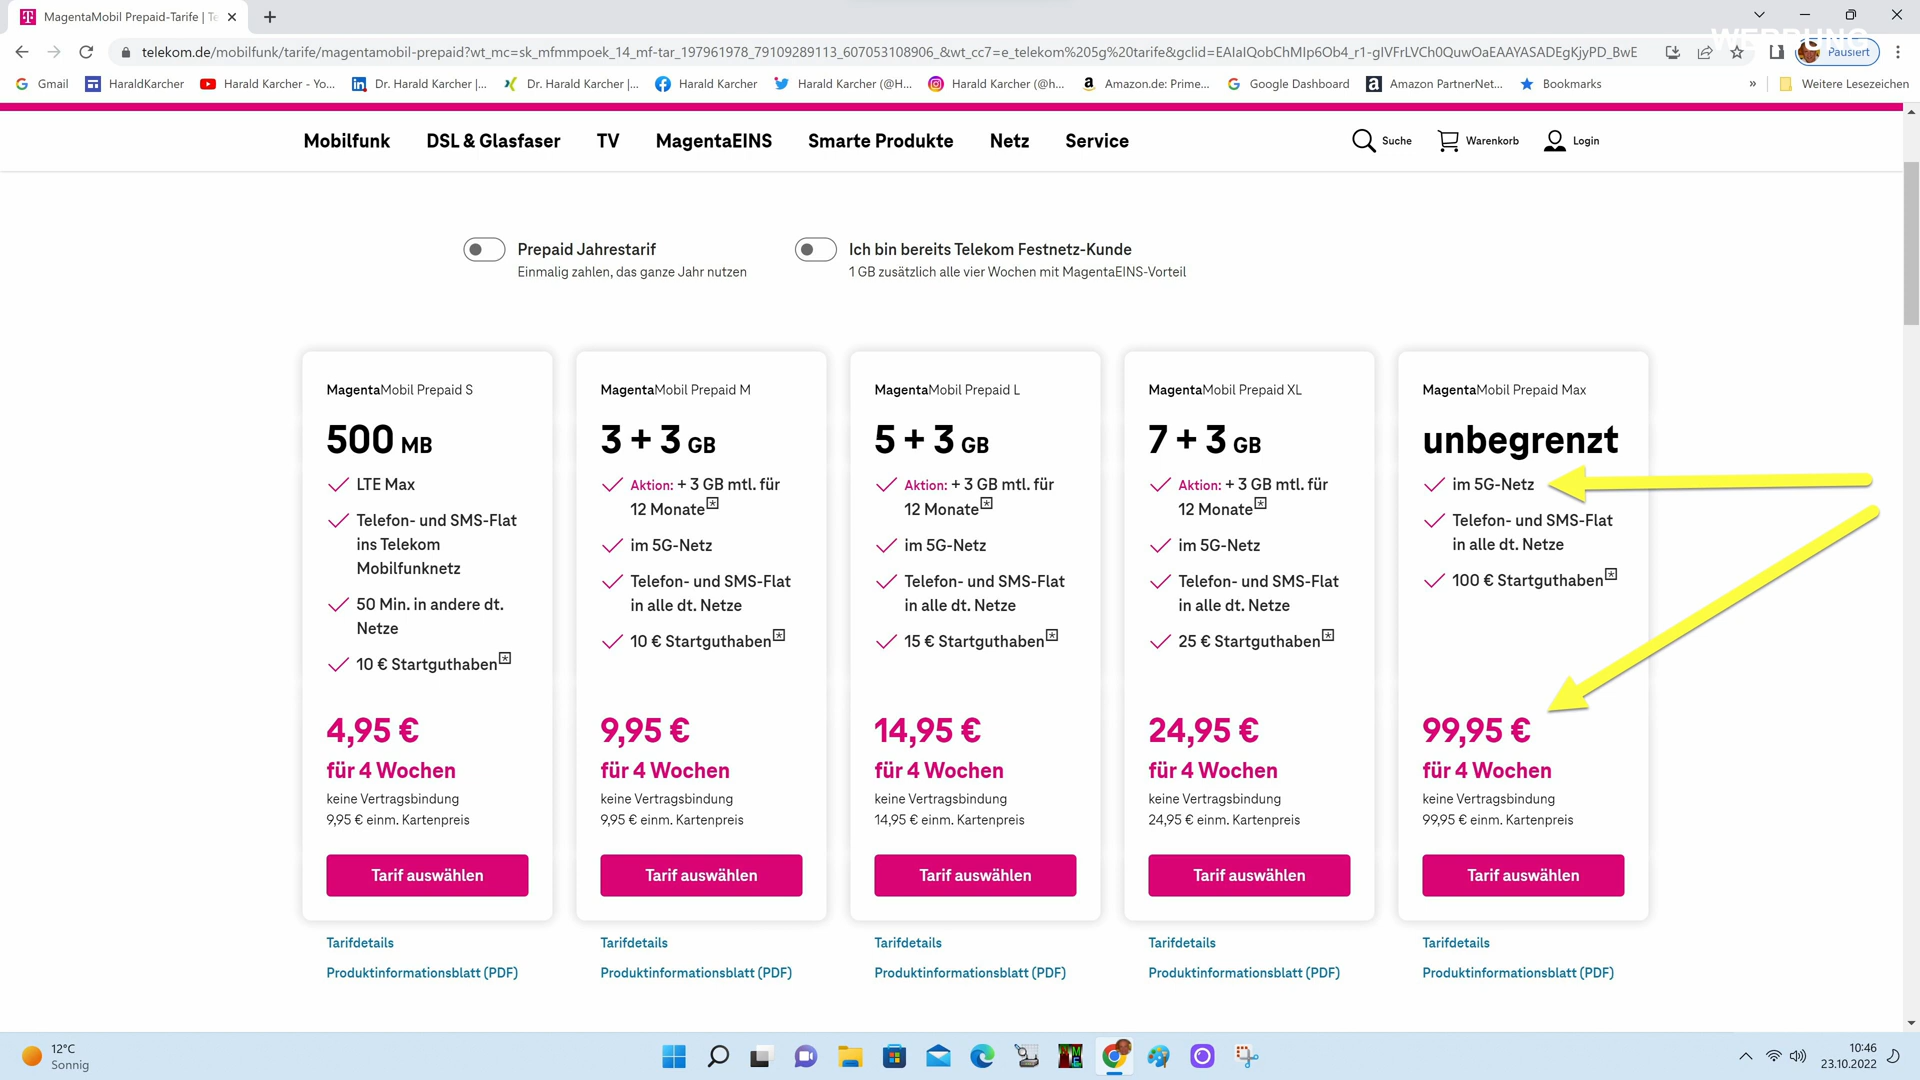 MagentaMobil Prepaid-Tarife | Te
WERBUNG
telekom.de/mobilfunk/tarife/magentamobil-prepaid?wt_mc=sk_mfmmpoek_14_mf-tar_197961978_79109289113_607053108906_&wt_cc7=e_telekom%205g%20tarife&gclid=EAIaIQobChMIp6Ob4_r1-gIVFrLVCh0QuwOaEAAYASADEgKjyPD_BwE
Pausiert
Gmail HaraldKarcher Harald Karcher - Yo... Dr. Harald Karcher |... Dr. Harald Karcher |... Harald Karcher Harald Karcher (@H... Harald Karcher (@h... Amazon.de: Prime... Google Dashboard Amazon PartnerNet... Bookmarks » Weitere Lesezeichen
Mobilfunk DSL & Glasfaser TV MagentaEINS Smarte Produkte Netz Service Suche Warenkorb Login
Prepaid Jahrestarif
Einmalig zahlen, das ganze Jahr nutzen
Ich bin bereits Telekom Festnetz-Kunde
1 GB zusätzlich alle vier Wochen mit MagentaEINS-Vorteil
MagentaMobil Prepaid S
500 MB
LTE Max
Telefon- und SMS-Flat
ins Telekom
Mobilfunknetz
50 Min. in andere dt.
Netze
10 € Startguthaben
4,95 €
für 4 Wochen
keine Vertragsbindung
9,95 € einm. Kartenpreis
Tarif auswählen
Tarifdetails
Produktinformationsblatt (PDF)
MagentaMobil Prepaid M
3 + 3 GB
Aktion: + 3 GB mtl. für
12 Monate
im 5G-Netz
Telefon- und SMS-Flat
in alle dt. Netze
10 € Startguthaben
9,95 €
für 4 Wochen
keine Vertragsbindung
9,95 € einm. Kartenpreis
Tarif auswählen
Tarifdetails
Produktinformationsblatt (PDF)
MagentaMobil Prepaid L
5 + 3 GB
Aktion: + 3 GB mtl. für
12 Monate
im 5G-Netz
Telefon- und SMS-Flat
in alle dt. Netze
15 € Startguthaben
14,95 €
für 4 Wochen
keine Vertragsbindung
14,95 € einm. Kartenpreis
Tarif auswählen
Tarifdetails
Produktinformationsblatt (PDF)
MagentaMobil Prepaid XL
7 + 3 GB
Aktion: + 3 GB mtl. für
12 Monate
im 5G-Netz
Telefon- und SMS-Flat
in alle dt. Netze
25 € Startguthaben
24,95 €
für 4 Wochen
keine Vertragsbindung
24,95 € einm. Kartenpreis
Tarif auswählen
Tarifdetails
Produktinformationsblatt (PDF)
MagentaMobil Prepaid Max
unbegrenzt
im 5G-Netz
Telefon- und SMS-Flat
in alle dt. Netze
100 € Startguthaben
99,95 €
für 4 Wochen
keine Vertragsbindung
99,95 € einm. Kartenpreis
Tarif auswählen
Tarifdetails
Produktinformationsblatt (PDF)
12°C
Sonnig
10:46
23.10.2022